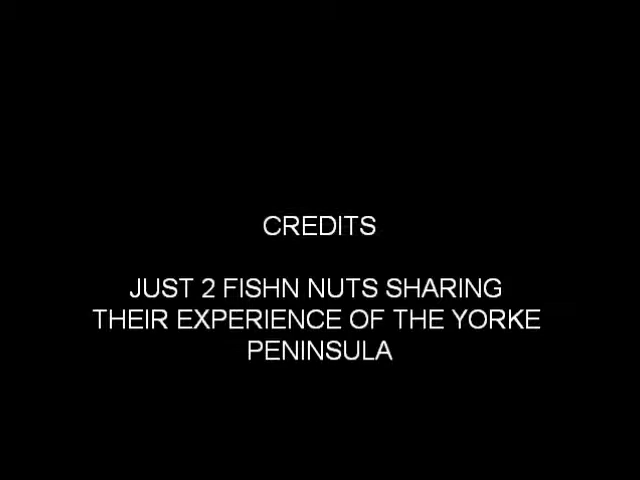 CREDITS
JUST 2 FISHN NUTS SHARING
THEIR EXPERIENCE OF THE YORKE
PENINSULA